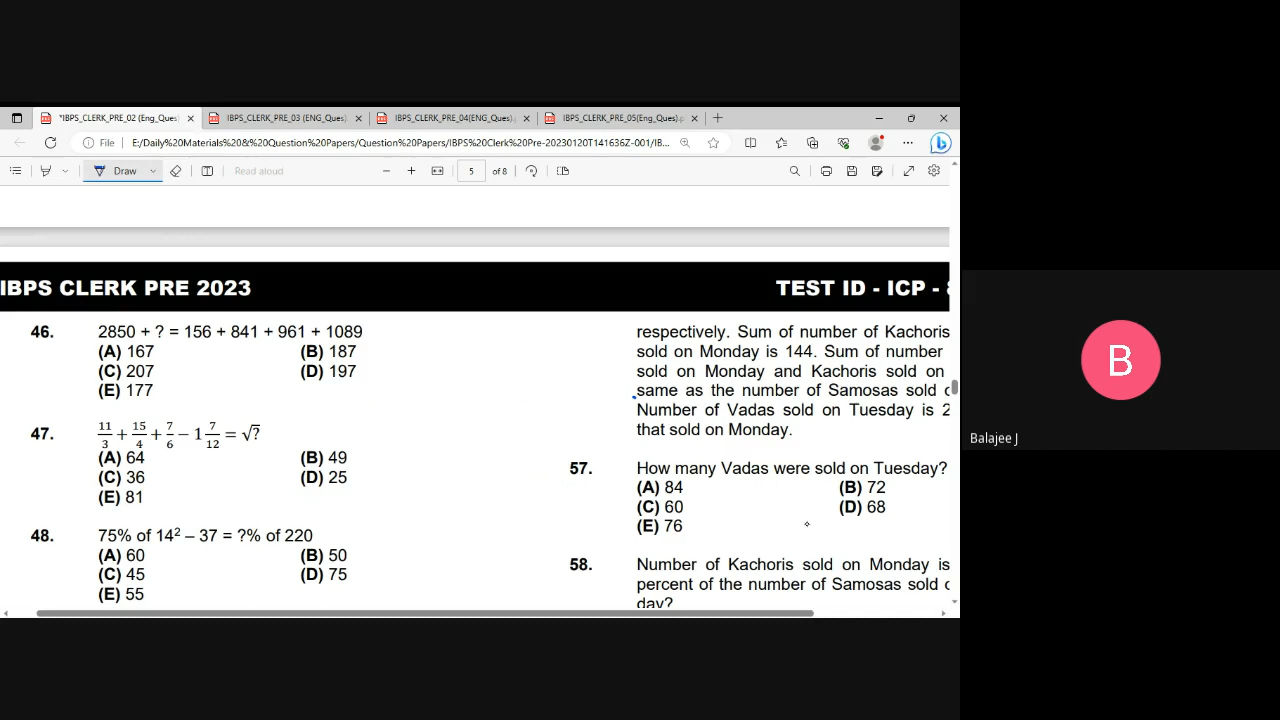 *IBPS_CLERK_PRE_02 (Eng_Ques)
IBPS_CLERK_PRE_03 (ENG_Ques)
IBPS_CLERK_PRE_04(ENG_Ques).p
IBPS_CLERK_PRE_05(Eng_Ques).p
File
E:/Daily%20Materials%20&%20Question%20Papers/Question%20Papers/IBPS%20Clerk%20Pre-20230120T141636Z-001/IB...
Draw
Read aloud
5
of 8
IBPS CLERK PRE 2023
TEST ID - ICP -
46. 2850 + ? = 156 + 841 + 961 + 1089
(A) 167 (B) 187
(C) 207 (D) 197
(E) 177
47. 11/3 + 15/4 + 7/6 − 1 7/12 = √?
(A) 64 (B) 49
(C) 36 (D) 25
(E) 81
48. 75% of 14² – 37 = ?% of 220
(A) 60 (B) 50
(C) 45 (D) 75
(E) 55
respectively. Sum of number of Kachoris
sold on Monday is 144. Sum of number
sold on Monday and Kachoris sold on
same as the number of Samosas sold
Number of Vadas sold on Tuesday is 2
that sold on Monday.
57. How many Vadas were sold on Tuesday?
(A) 84 (B) 72
(C) 60 (D) 68
(E) 76
58. Number of Kachoris sold on Monday is
percent of the number of Samosas sold
day?
B
Balajee J